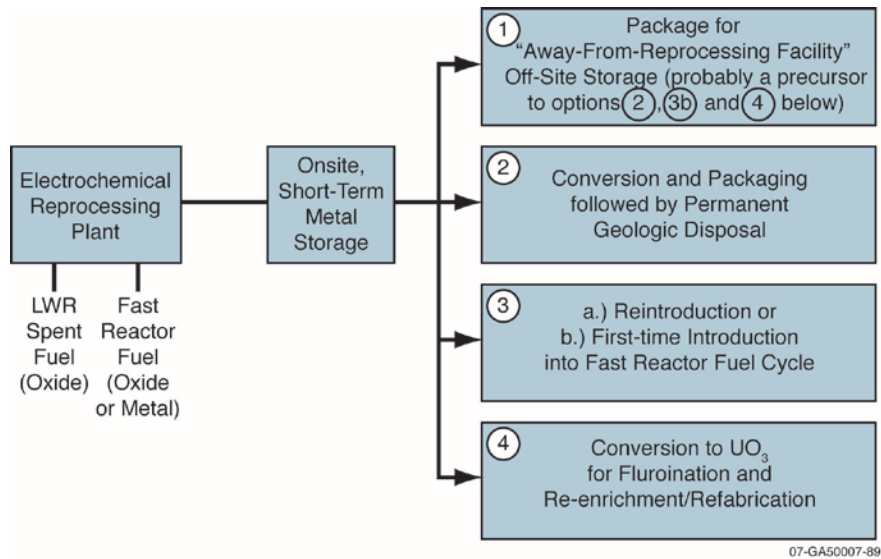 Electrochemical
Reprocessing
Plant
LWR
Spent
Fuel
(Oxide)
Fast
Reactor
Fuel
(Oxide
or Metal)
Onsite,
Short-Term
Metal
Storage
1
Package for
“Away-From-Reprocessing Facility”
Off-Site Storage (probably a precursor
to options 2, 3b and 4 below)
2
Conversion and Packaging
followed by Permanent
Geologic Disposal
3
a.) Reintroduction or
b.) First-time Introduction
into Fast Reactor Fuel Cycle
4
Conversion to UO₃
for Fluroination and
Re-enrichment/Refabrication
07-GA50007-89